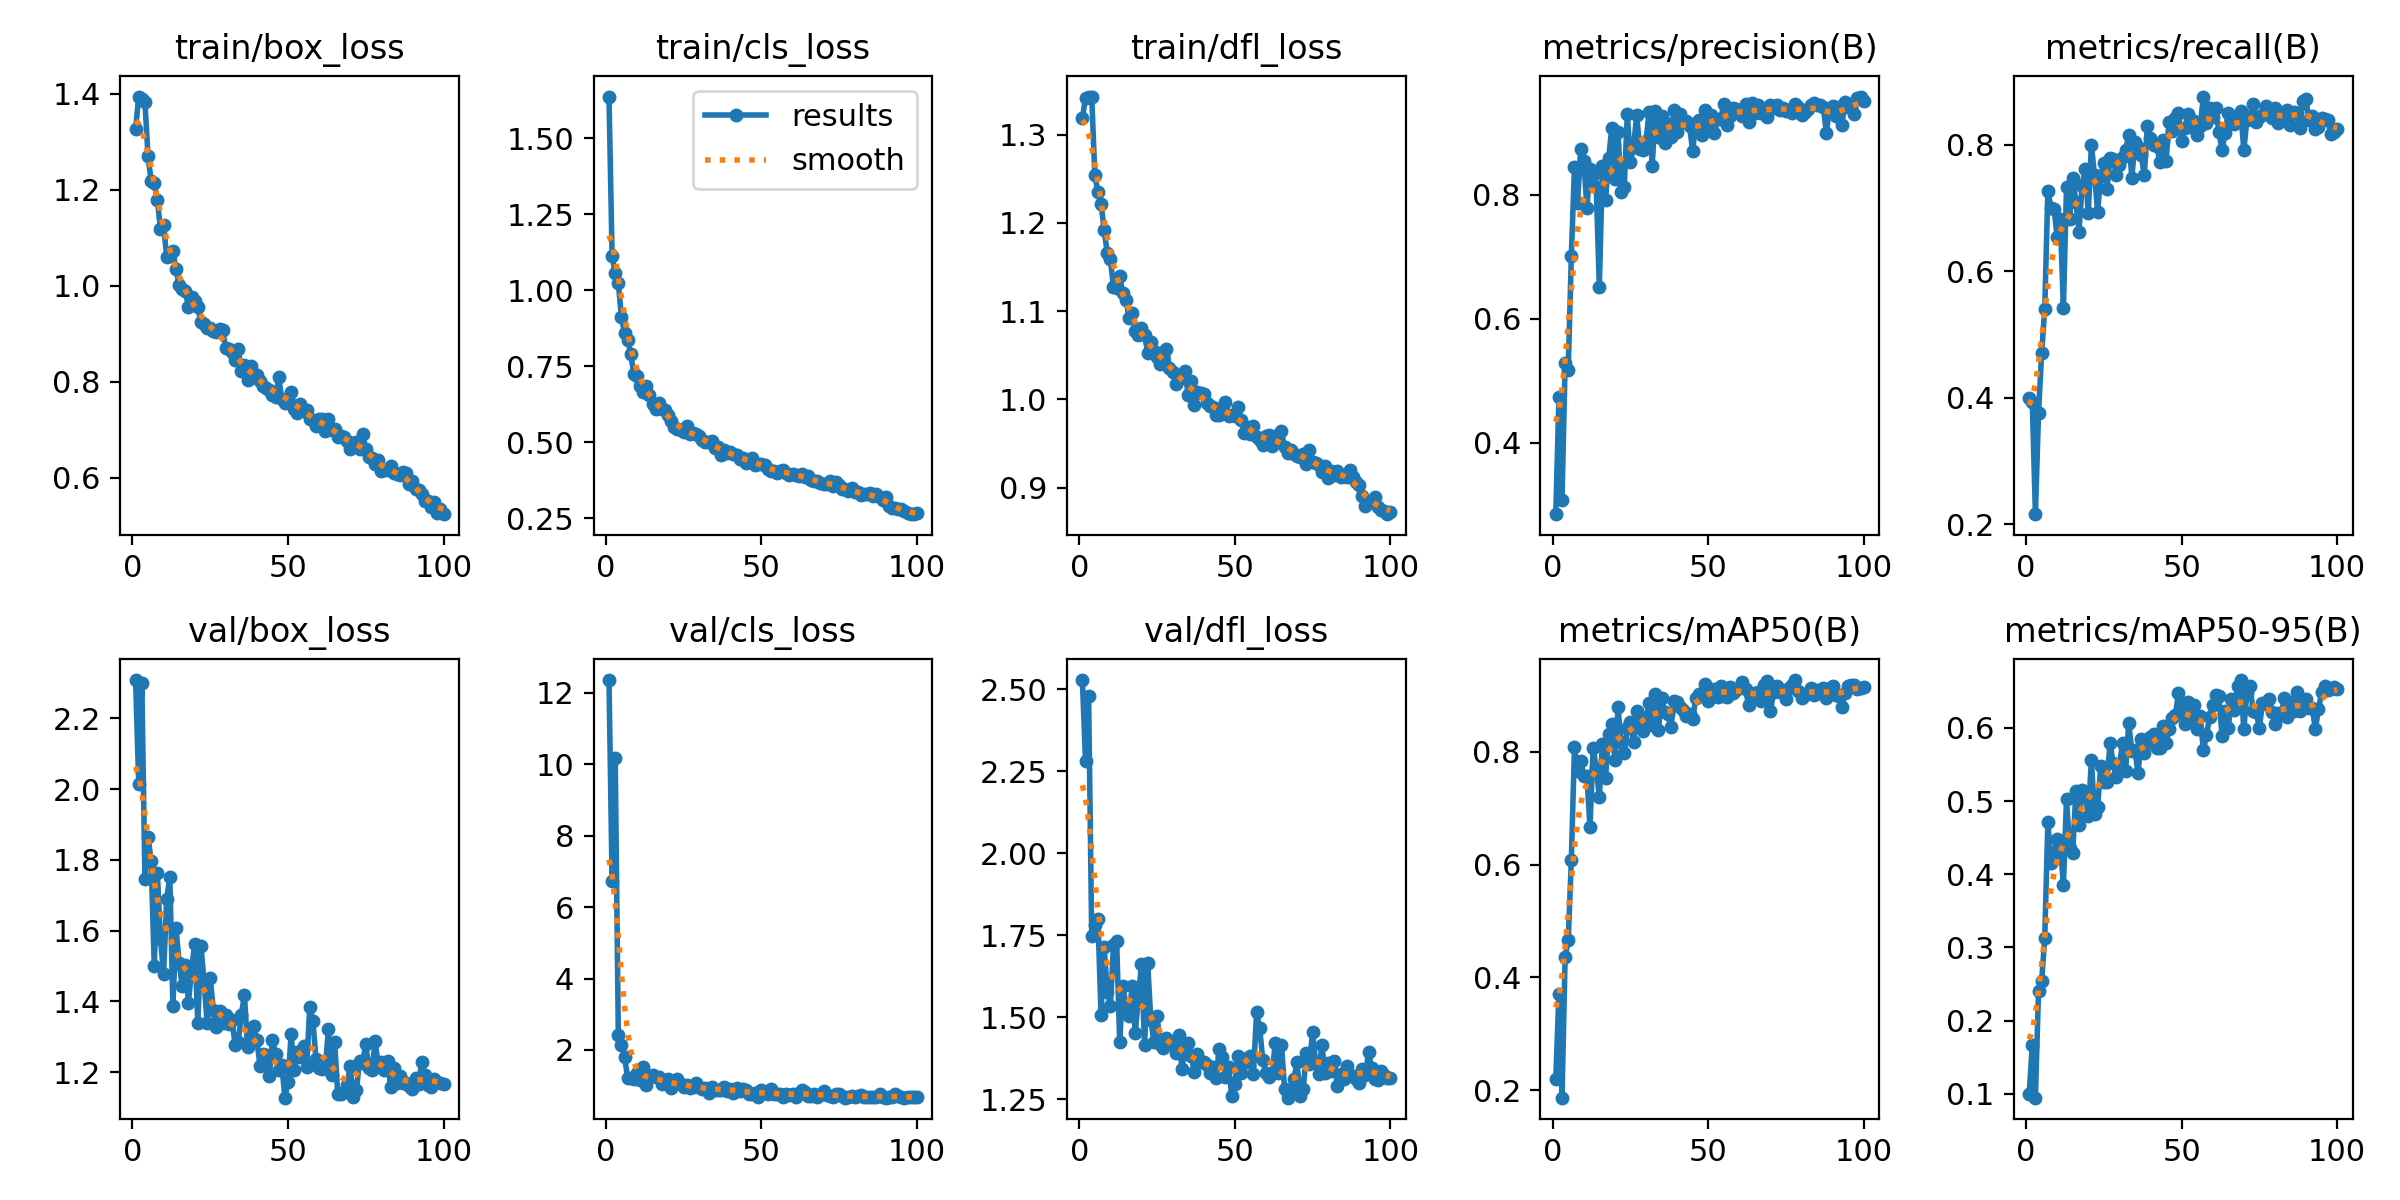 train/box_loss
1.4
1.2
1.0
0.8
0.6
0 50 100
train/cls_loss
results
smooth
1.50
1.25
1.00
0.75
0.50
0.25
0 50 100
train/dfl_loss
1.3
1.2
1.1
1.0
0.9
0 50 100
metrics/precision(B)
0.8
0.6
0.4
0 50 100
metrics/recall(B)
0.8
0.6
0.4
0.2
0 50 100
val/box_loss
2.2
2.0
1.8
1.6
1.4
1.2
0 50 100
val/cls_loss
12
10
8
6
4
2
0 50 100
val/dfl_loss
2.50
2.25
2.00
1.75
1.50
1.25
0 50 100
metrics/mAP50(B)
0.8
0.6
0.4
0.2
0 50 100
metrics/mAP50-95(B)
0.6
0.5
0.4
0.3
0.2
0.1
0 50 100